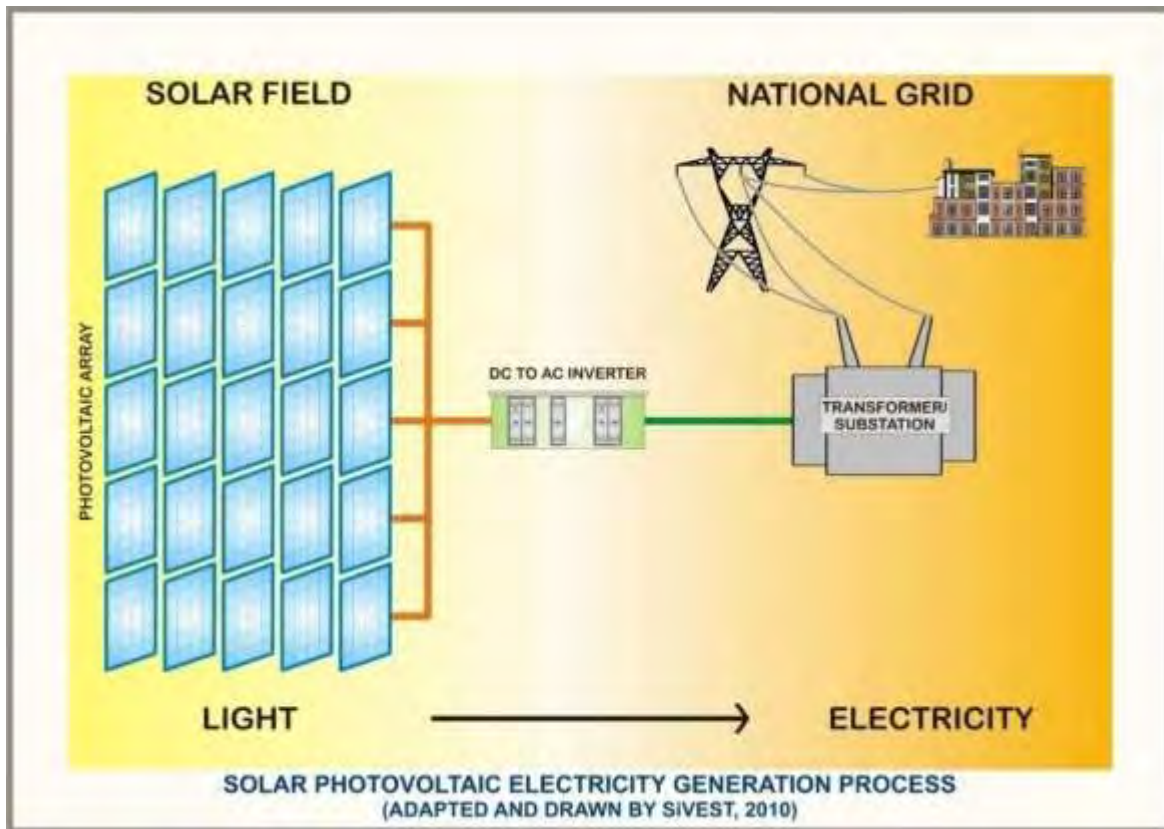 SOLAR FIELD
NATIONAL GRID
PHOTOVOLTAIC ARRAY
DC TO AC INVERTER
TRANSFORMER/
SUBSTATION
LIGHT
ELECTRICITY
SOLAR PHOTOVOLTAIC ELECTRICITY GENERATION PROCESS
(ADAPTED AND DRAWN BY SiVEST, 2010)